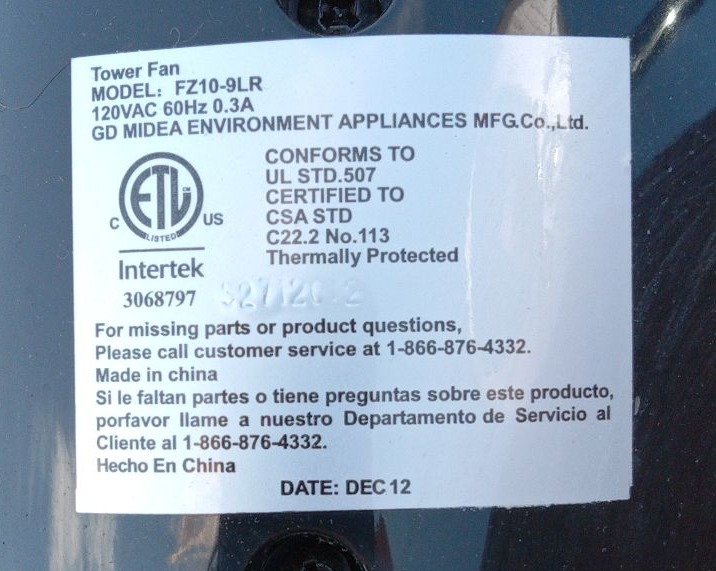 Tower Fan
MODEL: FZ10-9LR
120VAC 60Hz 0.3A
GD MIDEA ENVIRONMENT APPLIANCES MFG.Co.,Ltd.
CONFORMS TO
UL STD.507
CERTIFIED TO
CSA STD
C22.2 No.113
Thermally Protected
ETL CM
C US
LISTED
Intertek
3068797
For missing parts or product questions,
Please call customer service at 1-866-876-4332.
Made in china
Si le faltan partes o tiene preguntas sobre este producto,
porfavor llame a nuestro Departamento de Servicio al
Cliente al 1-866-876-4332.
Hecho En China
DATE: DEC 12